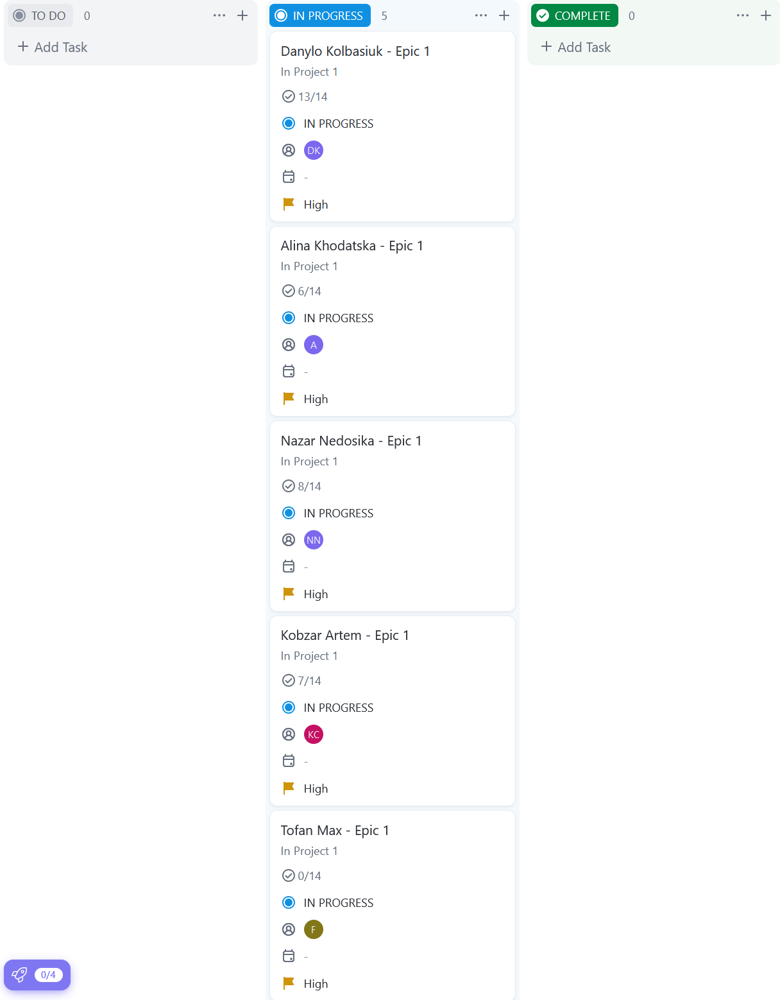 TO DO 0
+ Add Task
IN PROGRESS 5
Danylo Kolbasiuk - Epic 1
In Project 1
13/14
IN PROGRESS
DK
-
High
Alina Khodatska - Epic 1
In Project 1
6/14
IN PROGRESS
A
-
High
Nazar Nedosika - Epic 1
In Project 1
8/14
IN PROGRESS
NN
-
High
Kobzar Artem - Epic 1
In Project 1
7/14
IN PROGRESS
KC
-
High
Tofan Max - Epic 1
In Project 1
0/14
IN PROGRESS
F
-
High
COMPLETE 0
+ Add Task
0/4